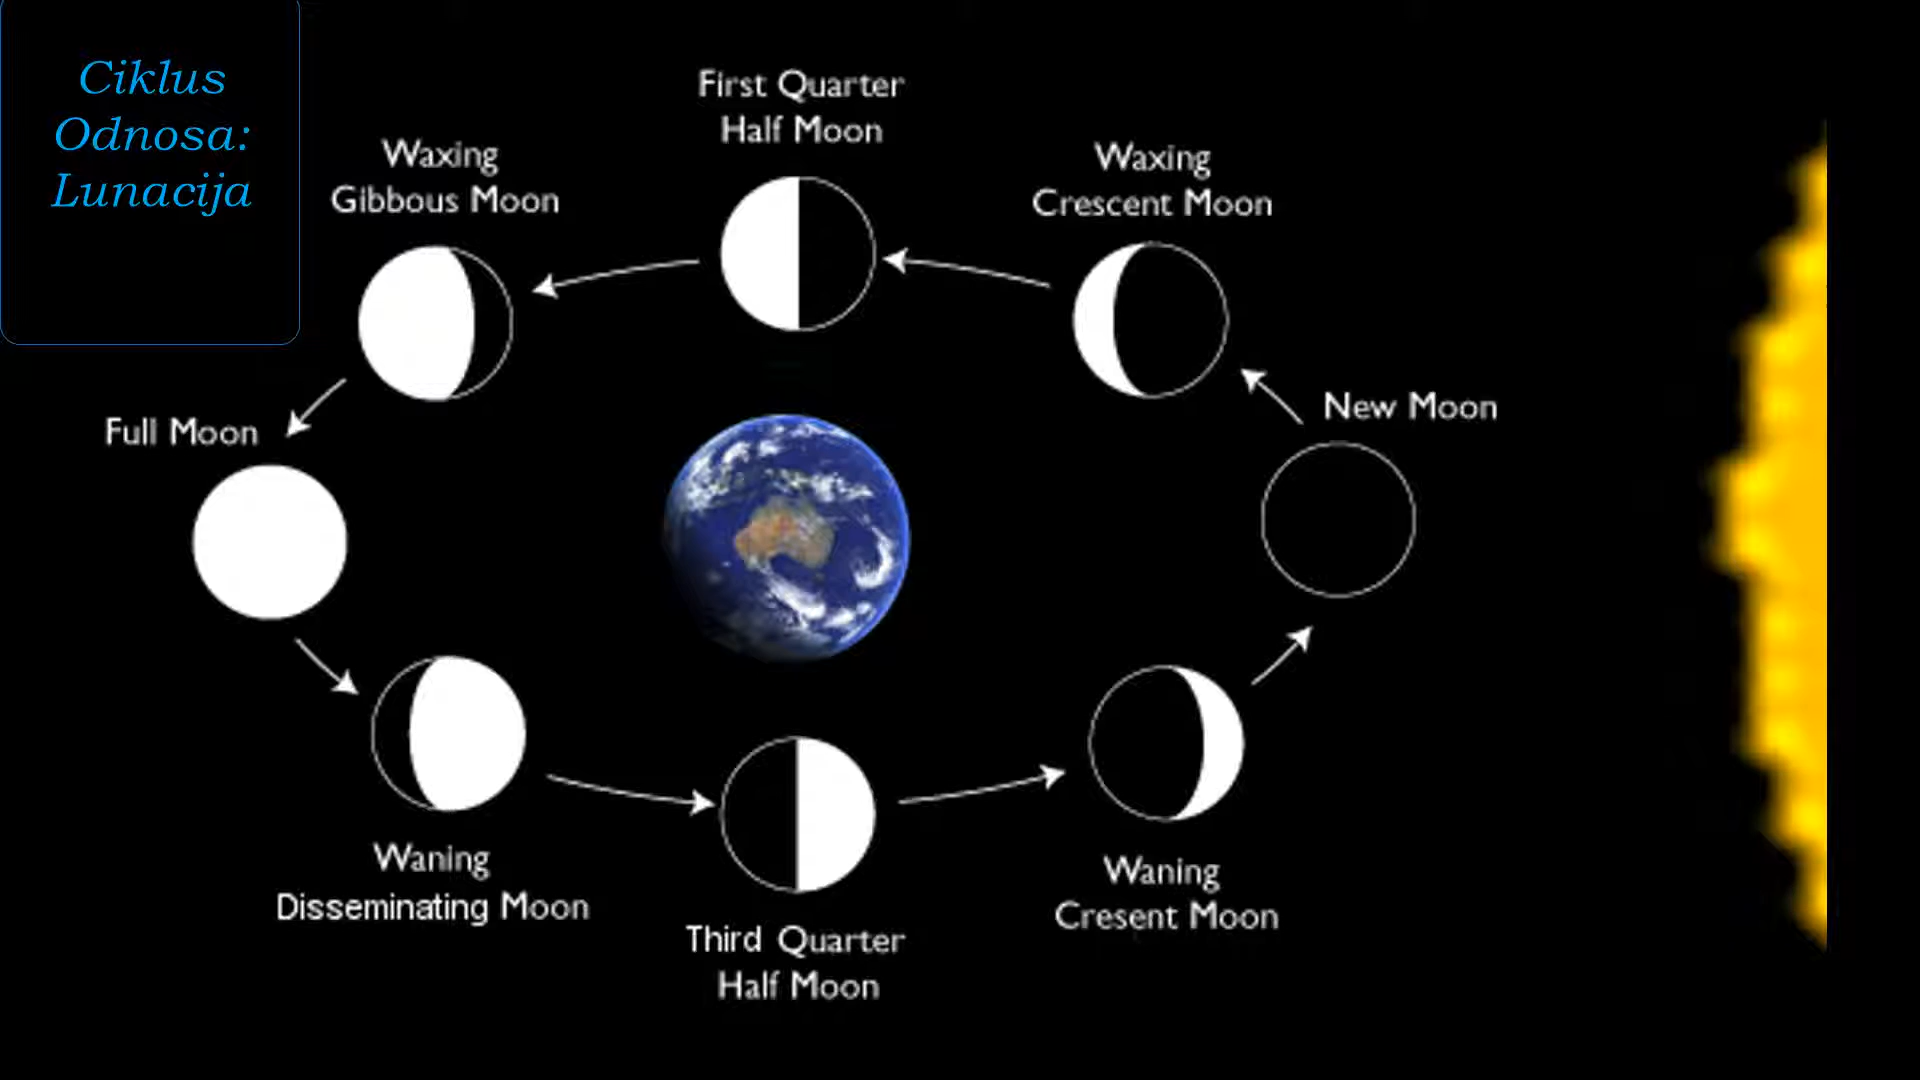 Ciklus
Odnosa:
Lunacija
First Quarter
Half Moon
Waxing
Gibbous Moon
Waxing
Crescent Moon
Full Moon
New Moon
Waning
Disseminating Moon
Third Quarter
Half Moon
Waning
Cresent Moon